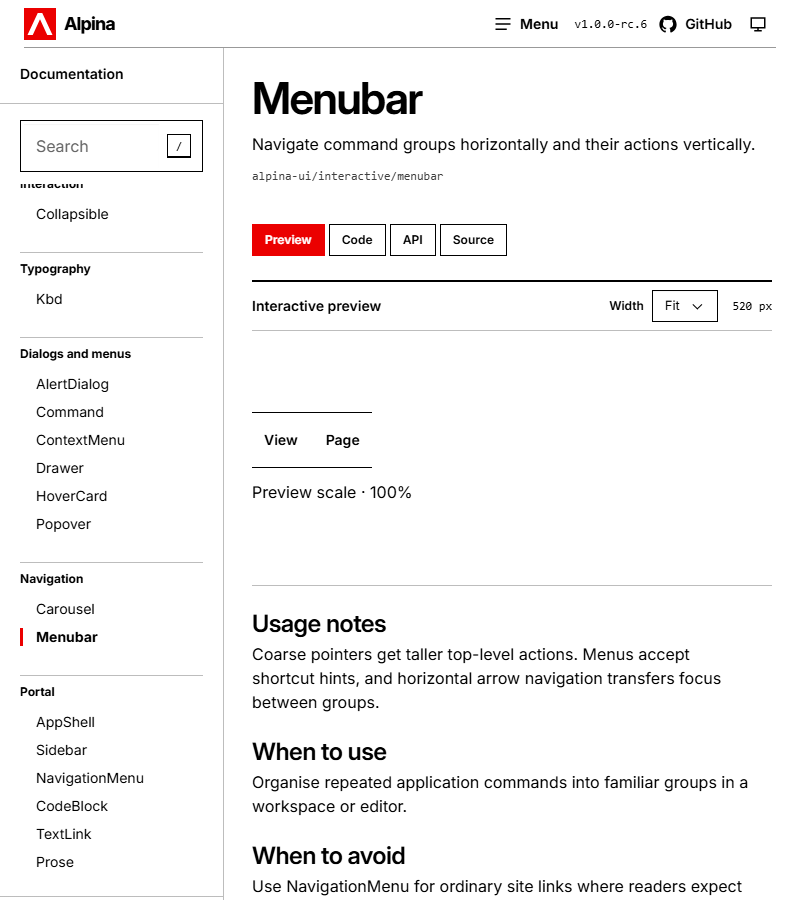 Alpina
Menu
v1.0.0-rc.6
GitHub
Documentation
Search
/
Interaction
Collapsible
Typography
Kbd
Dialogs and menus
AlertDialog
Command
ContextMenu
Drawer
HoverCard
Popover
Navigation
Carousel
Menubar
Portal
AppShell
Sidebar
NavigationMenu
CodeBlock
TextLink
Prose
Menubar
Navigate command groups horizontally and their actions vertically.
alpina-ui/interactive/menubar
Preview
Code
API
Source
Interactive preview
Width
Fit
520 px
View
Page
Preview scale · 100%
Usage notes
Coarse pointers get taller top-level actions. Menus accept
shortcut hints, and horizontal arrow navigation transfers focus
between groups.
When to use
Organise repeated application commands into familiar groups in a
workspace or editor.
When to avoid
Use NavigationMenu for ordinary site links where readers expect